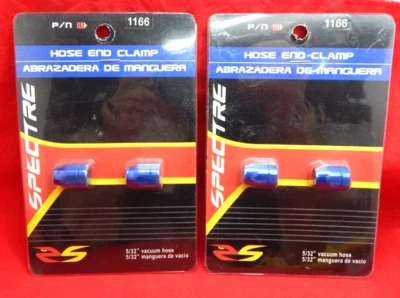 P/N 1166
HOSE END CLAMP
ABRAZADERA DE MANGUERA
SPECTRE
5/32" vacuum hose
5/32" manguera de vacio
P/N 1166
HOSE END CLAMP
ABRAZADERA DE MANGUERA
SPECTRE
5/32" vacuum hose
5/32" manguera de vacio